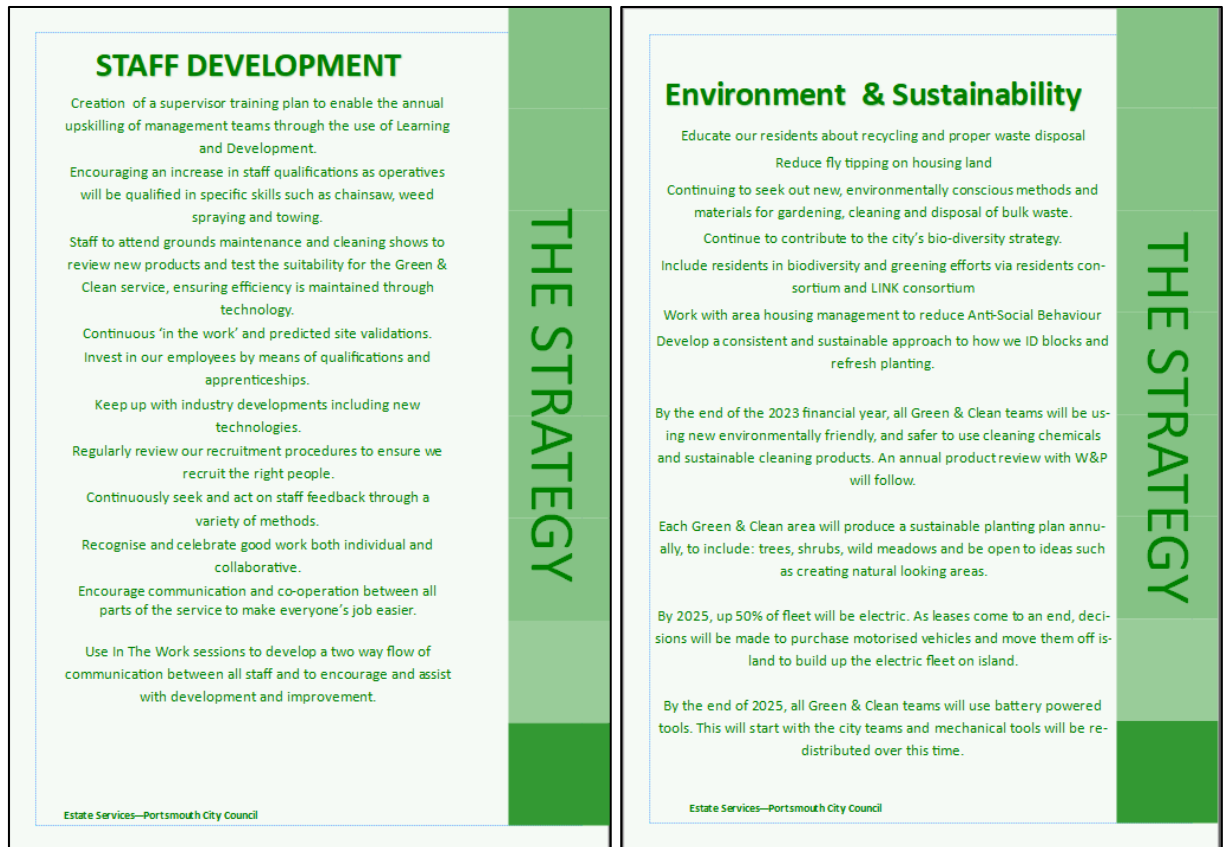 STAFF DEVELOPMENT
Creation of a supervisor training plan to enable the annual
upskilling of management teams through the use of Learning
and Development.
Encouraging an increase in staff qualifications as operatives
will be qualified in specific skills such as chainsaw, weed
spraying and towing.
Staff to attend grounds maintenance and cleaning shows to
review new products and test the suitability for the Green &
Clean service, ensuring efficiency is maintained through
technology.
Continuous ‘in the work’ and predicted site validations.
Invest in our employees by means of qualifications and
apprenticeships.
Keep up with industry developments including new
technologies.
Regularly review our recruitment procedures to ensure we
recruit the right people.
Continuously seek and act on staff feedback through a
variety of methods.
Recognise and celebrate good work both individual and
collaborative.
Encourage communication and co-operation between all
parts of the service to make everyone’s job easier.
Use In The Work sessions to develop a two way flow of
communication between all staff and to encourage and assist
with development and improvement.
Estate Services—Portsmouth City Council
THE STRATEGY
Environment & Sustainability
Educate our residents about recycling and proper waste disposal
Reduce fly tipping on housing land
Continuing to seek out new, environmentally conscious methods and
materials for gardening, cleaning and disposal of bulk waste.
Continue to contribute to the city’s bio-diversity strategy.
Include residents in biodiversity and greening efforts via residents con-
sortium and LINK consortium
Work with area housing management to reduce Anti-Social Behaviour
Develop a consistent and sustainable approach to how we ID blocks and
refresh planting.
By the end of the 2023 financial year, all Green & Clean teams will be us-
ing new environmentally friendly, and safer to use cleaning chemicals
and sustainable cleaning products. An annual product review with W&P
will follow.
Each Green & Clean area will produce a sustainable planting plan annu-
ally, to include: trees, shrubs, wild meadows and be open to ideas such
as creating natural looking areas.
By 2025, up 50% of fleet will be electric. As leases come to an end, deci-
sions will be made to purchase motorised vehicles and move them off is-
land to build up the electric fleet on island.
By the end of 2025, all Green & Clean teams will use battery powered
tools. This will start with the city teams and mechanical tools will be re-
distributed over this time.
Estate Services—Portsmouth City Council
THE STRATEGY